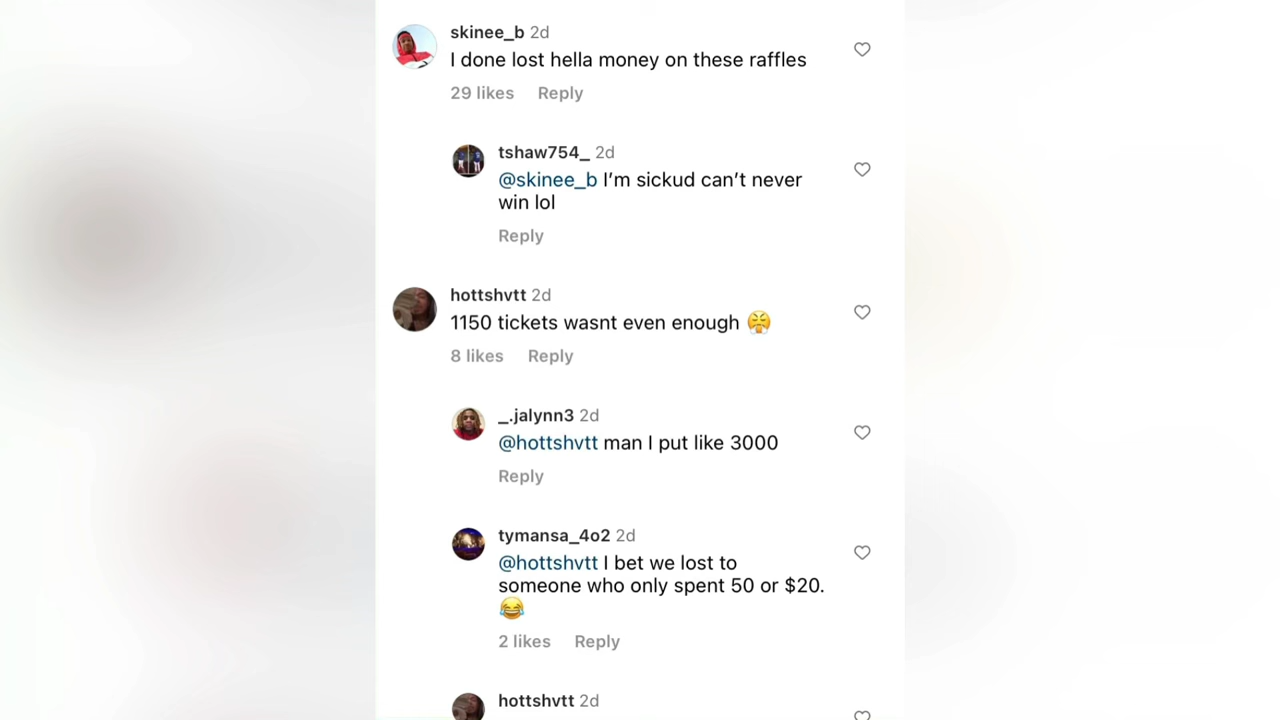 skinee_b 2d
I done lost hella money on these raffles
29 likes Reply
tshaw754_ 2d
@skinee_b I’m sickud can’t never
win lol
Reply
hottshvtt 2d
1150 tickets wasnt even enough 😤
8 likes Reply
_.jalynn3 2d
@hottshvtt man I put like 3000
Reply
tymansa_4o2 2d
@hottshvtt I bet we lost to
someone who only spent 50 or $20.
😂
2 likes Reply
hottshvtt 2d